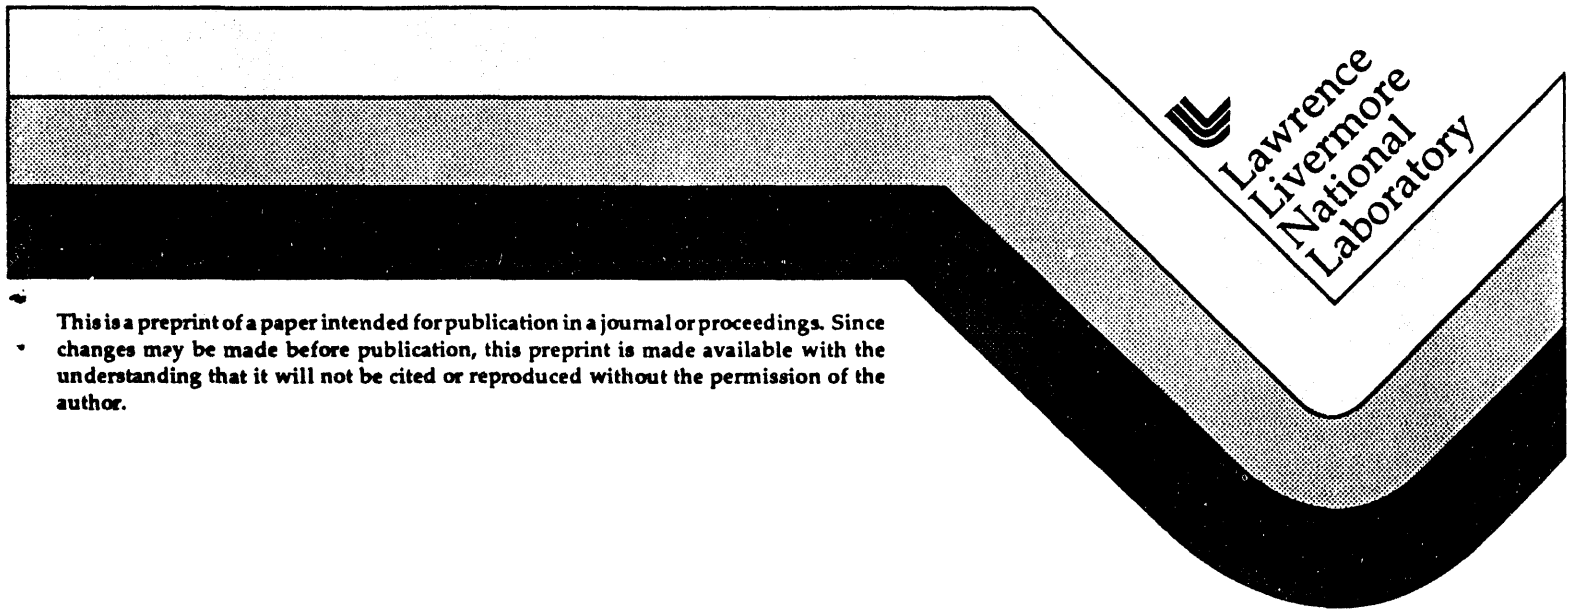 Lawrence
Livermore
National
Laboratory
This is a preprint of a paper intended for publication in a journal or proceedings. Since
changes may be made before publication, this preprint is made available with the
understanding that it will not be cited or reproduced without the permission of the
author.